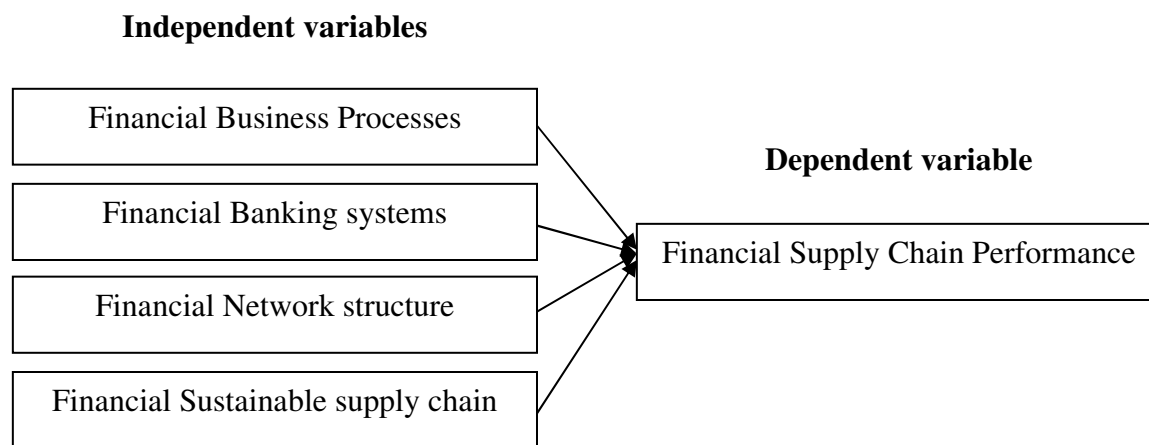 Independent variables
Financial Business Processes
Dependent variable
Financial Banking systems
Financial Supply Chain Performance
Financial Network structure
Financial Sustainable supply chain